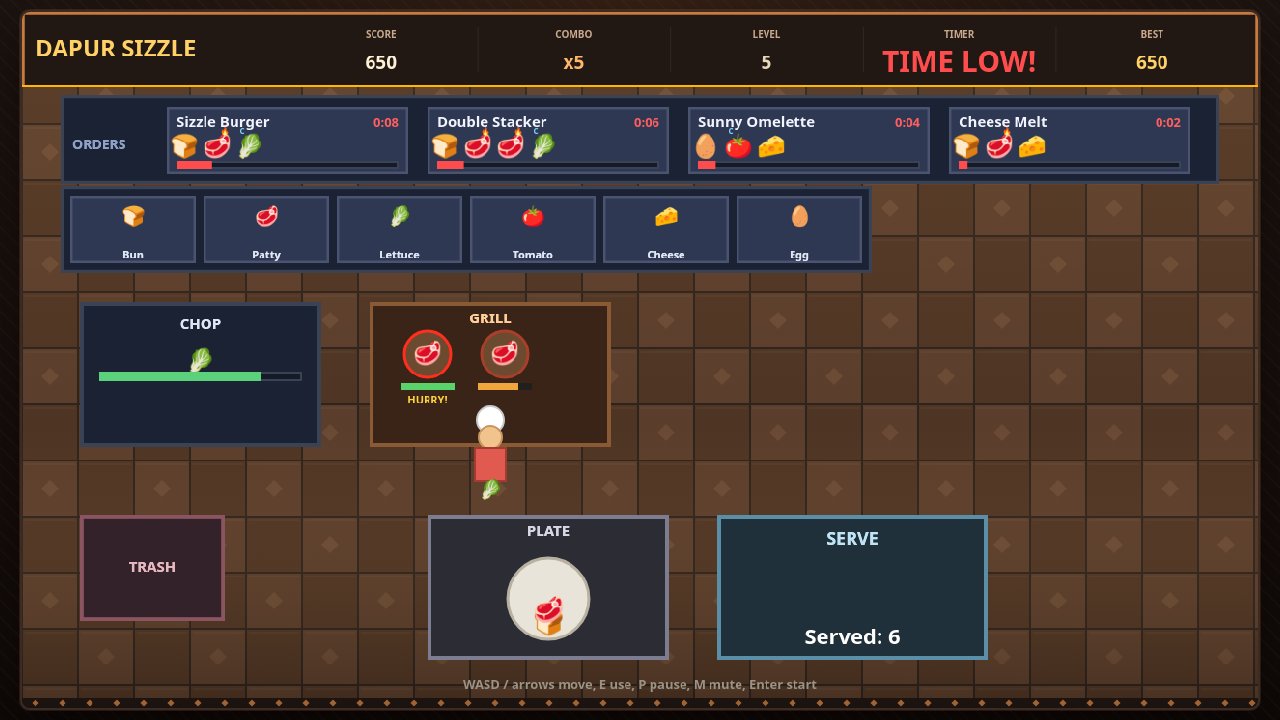 DAPUR SIZZLE
SCORE
650
COMBO
x5
LEVEL
5
TIMER
TIME LOW!
BEST
650
ORDERS
Sizzle Burger 0:08
c
Double Stacker 0:06
c
Sunny Omelette 0:04
c
Cheese Melt 0:02
Bun
Patty
Lettuce
Tomato
Cheese
Egg
CHOP
GRILL
HURRY!
TRASH
PLATE
SERVE
Served: 6
WASD / arrows move, E use, P pause, M mute, Enter start